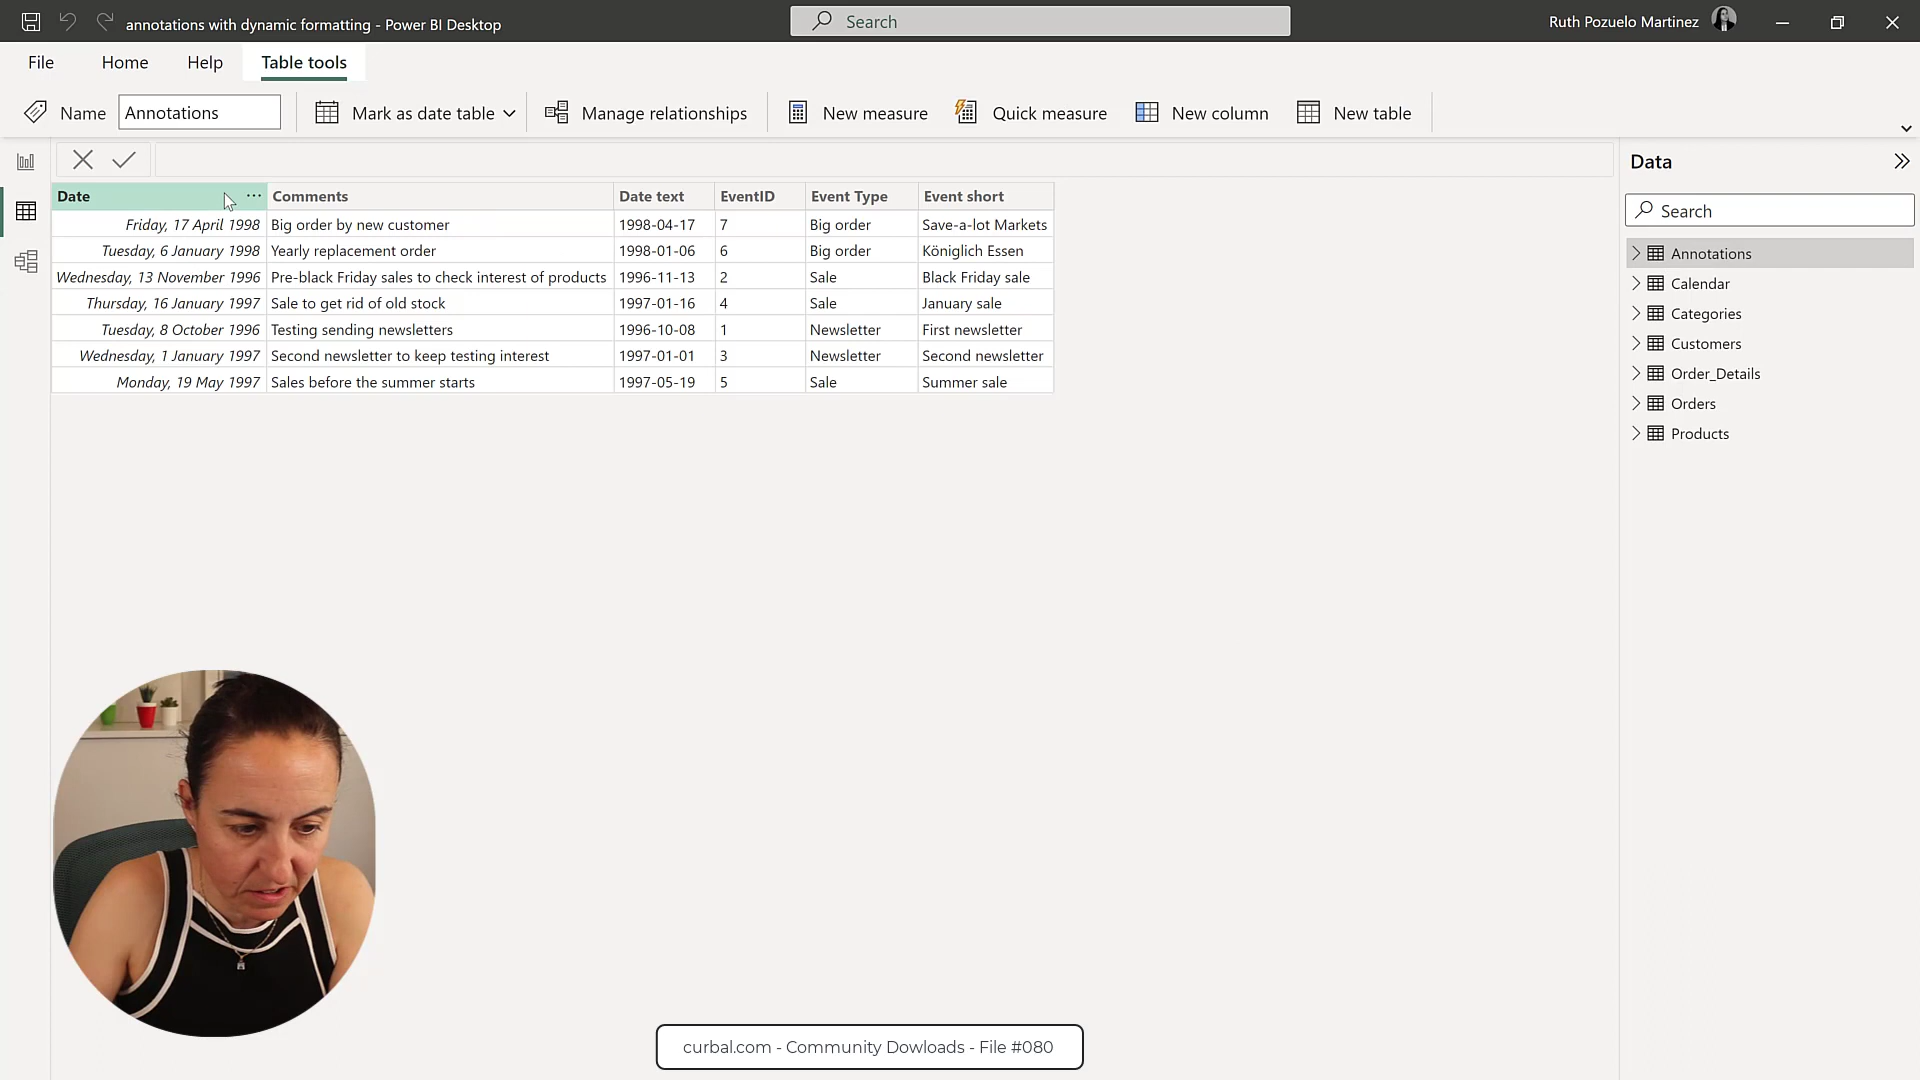 annotations with dynamic formatting - Power BI Desktop
Search
Ruth Pozuelo Martinez
File Home Help Table tools
Name Annotations Mark as date table Manage relationships New measure Quick measure New column New table
Data
Search
Annotations
Calendar
Categories
Customers
Order_Details
Orders
Products
Date ... Comments Date text EventID Event Type Event short
Friday, 17 April 1998 Big order by new customer 1998-04-17 7 Big order Save-a-lot Markets
Tuesday, 6 January 1998 Yearly replacement order 1998-01-06 6 Big order Königlich Essen
Wednesday, 13 November 1996 Pre-black Friday sales to check interest of products 1996-11-13 2 Sale Black Friday sale
Thursday, 16 January 1997 Sale to get rid of old stock 1997-01-16 4 Sale January sale
Tuesday, 8 October 1996 Testing sending newsletters 1996-10-08 1 Newsletter First newsletter
Wednesday, 1 January 1997 Second newsletter to keep testing interest 1997-01-01 3 Newsletter Second newsletter
Monday, 19 May 1997 Sales before the summer starts 1997-05-19 5 Sale Summer sale
curbal.com - Community Dowloads - File #080